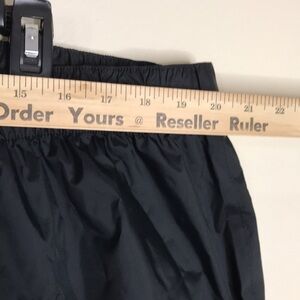 15 16 17 18 19 20 21 22
Order Yours @ Reseller Ruler